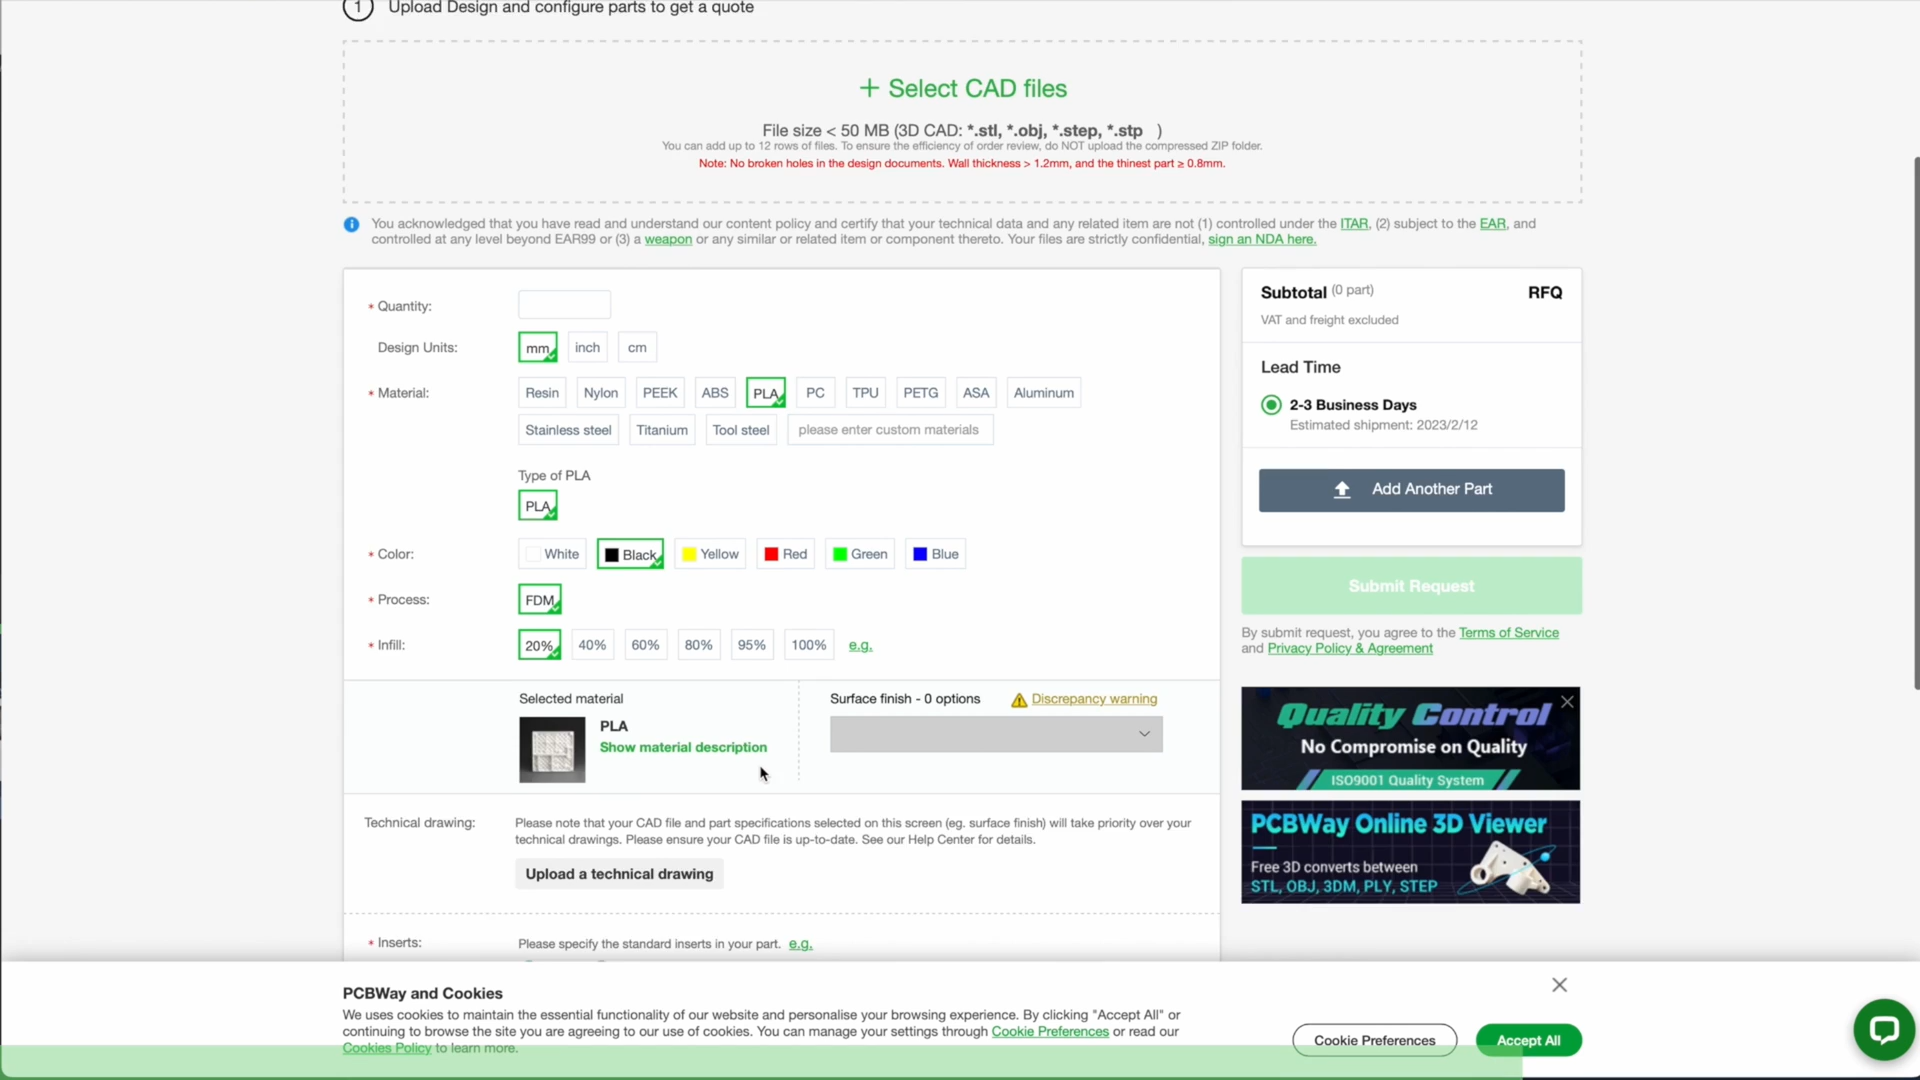 1 Upload Design and configure parts to get a quote
+ Select CAD files
File size < 50 MB (3D CAD: *.stl, *.obj, *.step, *.stp )
You can add up to 12 rows of files. To ensure the efficiency of order review, do NOT upload the compressed ZIP folder.
Note: No broken holes in the design documents. Wall thickness > 1.2mm, and the thinest part ≥ 0.8mm.
You acknowledged that you have read and understand our content policy and certify that your technical data and any related item are not (1) controlled under the ITAR, (2) subject to the EAR, and
controlled at any level beyond EAR99 or (3) a weapon or any similar or related item or component thereto. Your files are strictly confidential, sign an NDA here.
* Quantity:
Design Units: mm inch cm
* Material: Resin Nylon PEEK ABS PLA PC TPU PETG ASA Aluminum
Stainless steel Titanium Tool steel please enter custom materials
Type of PLA
PLA
* Color: White Black Yellow Red Green Blue
* Process: FDM
* Infill: 20% 40% 60% 80% 95% 100% e.g.
Selected material
PLA
Show material description
Surface finish - 0 options Discrepancy warning
Technical drawing: Please note that your CAD file and part specifications selected on this screen (eg. surface finish) will take priority over your
technical drawings. Please ensure your CAD file is up-to-date. See our Help Center for details.
Upload a technical drawing
* Inserts: Please specify the standard inserts in your part. e.g.
Subtotal (0 part) RFQ
VAT and freight excluded
Lead Time
2-3 Business Days
Estimated shipment: 2023/2/12
Add Another Part
Submit Request
By submit request, you agree to the Terms of Service
and Privacy Policy & Agreement
Quality Control
No Compromise on Quality
ISO9001 Quality System
PCBWay Online 3D Viewer
Free 3D converts between
STL, OBJ, 3DM, PLY, STEP
PCBWay and Cookies
We uses cookies to maintain the essential functionality of our website and personalise your browsing experience. By clicking "Accept All" or
continuing to browse the site you are agreeing to our use of cookies. You can manage your settings through Cookie Preferences or read our
Cookies Policy to learn more.
Cookie Preferences
Accept All